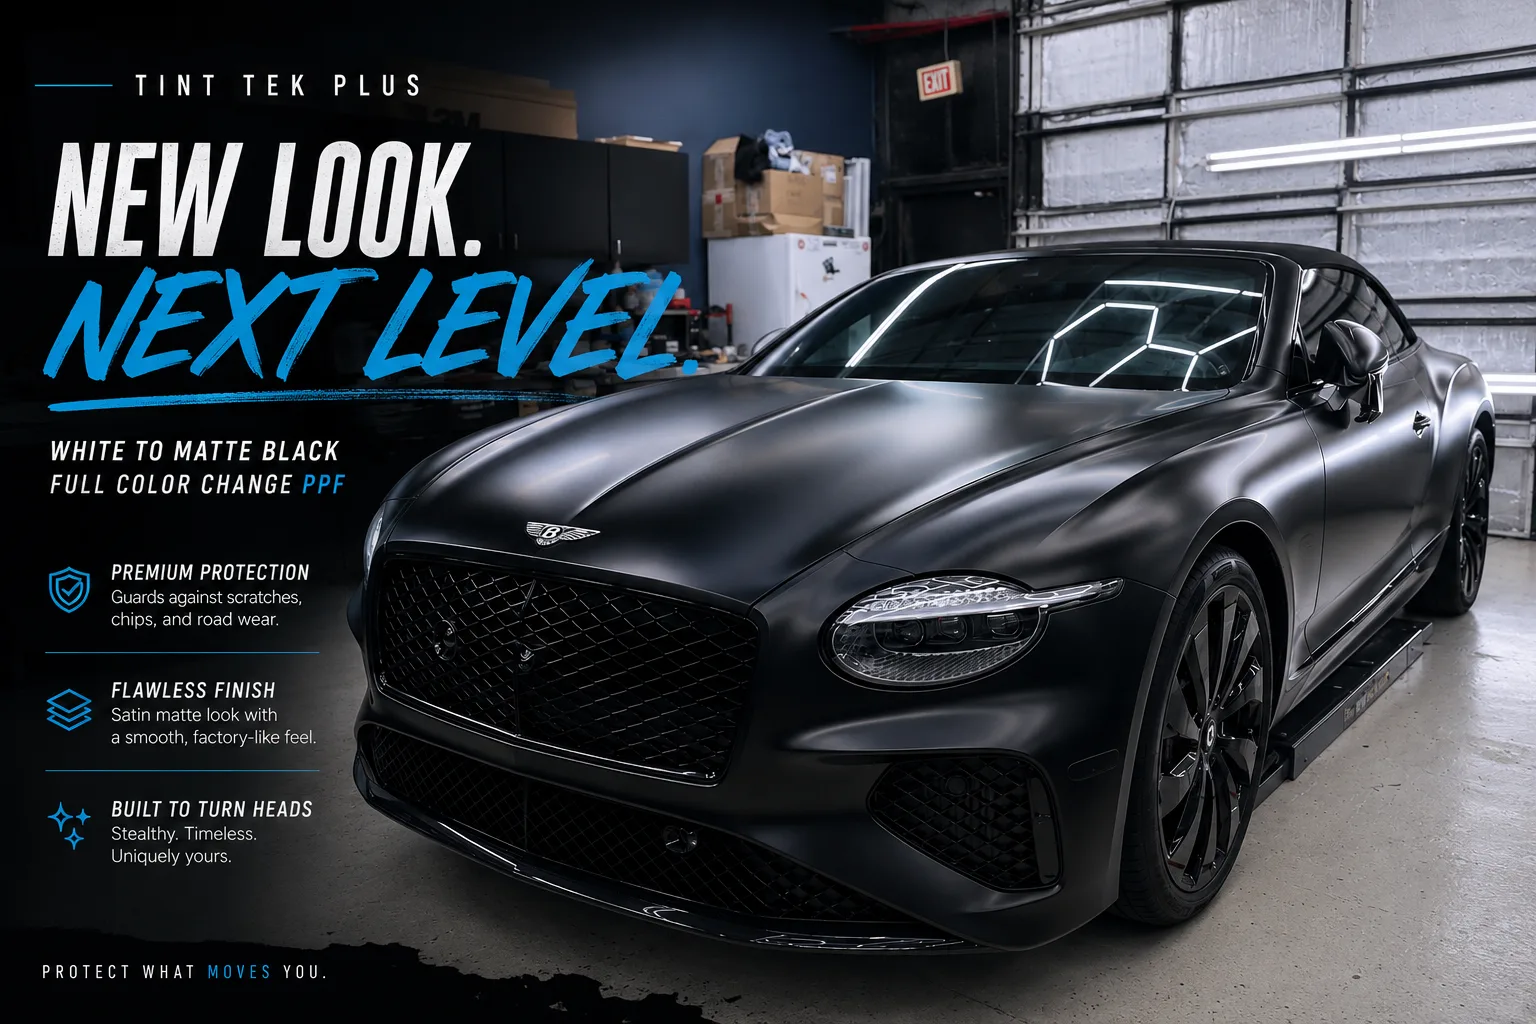 TINT TEK PLUS
NEW LOOK.
NEXT LEVEL.
WHITE TO MATTE BLACK
FULL COLOR CHANGE PPF
PREMIUM PROTECTION
Guards against scratches,
chips, and road wear.
FLAWLESS FINISH
Satin matte look with
a smooth, factory-like feel.
BUILT TO TURN HEADS
Stealthy. Timeless.
Uniquely yours.
PROTECT WHAT MOVES YOU.
EXIT
B